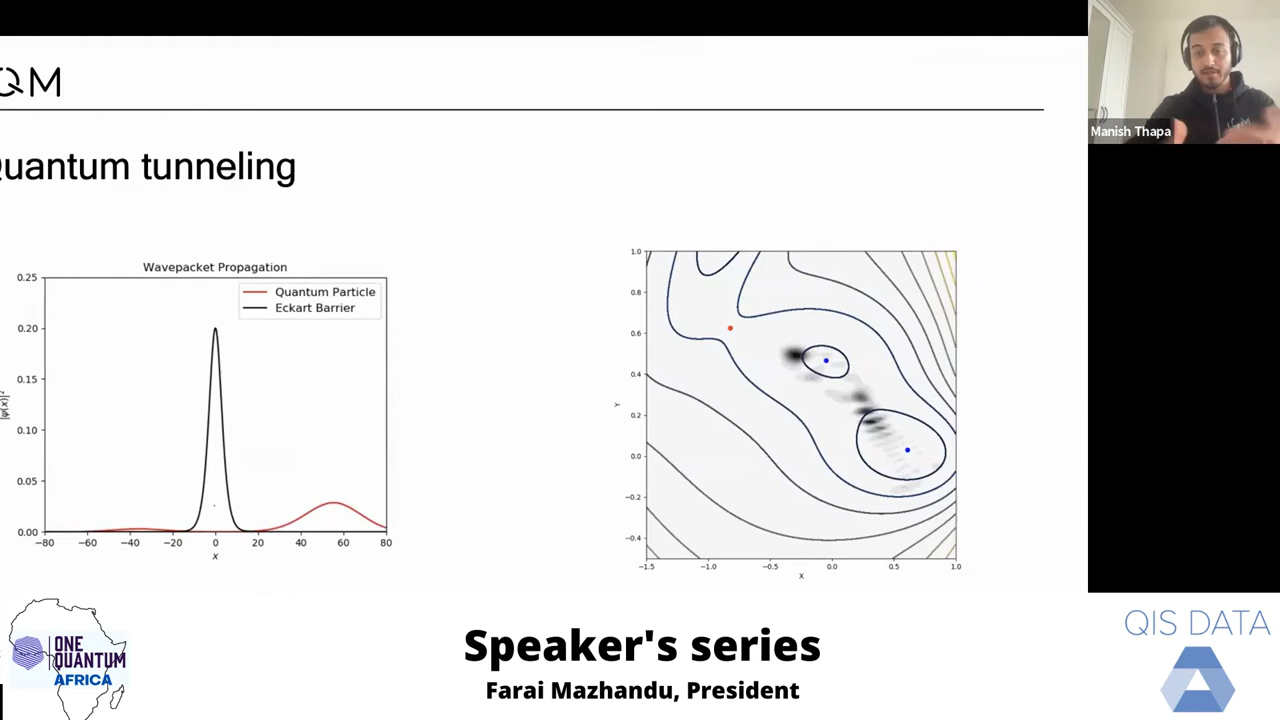 QM
Quantum tunneling
Wavepacket Propagation
Quantum Particle
Eckart Barrier
0.25
0.20
0.15
0.10
0.05
0.00
|ψ(x)|²
−80 −60 −40 −20 0 20 40 60 80
x
1.0
0.8
0.6
0.4
0.2
0.0
−0.2
−0.4
Y
−1.5 −1.0 −0.5 0.0 0.5 1.0
X
Manish Thapa
ONE
QUANTUM
AFRICA
Speaker's series
Farai Mazhandu, President
QIS DATA